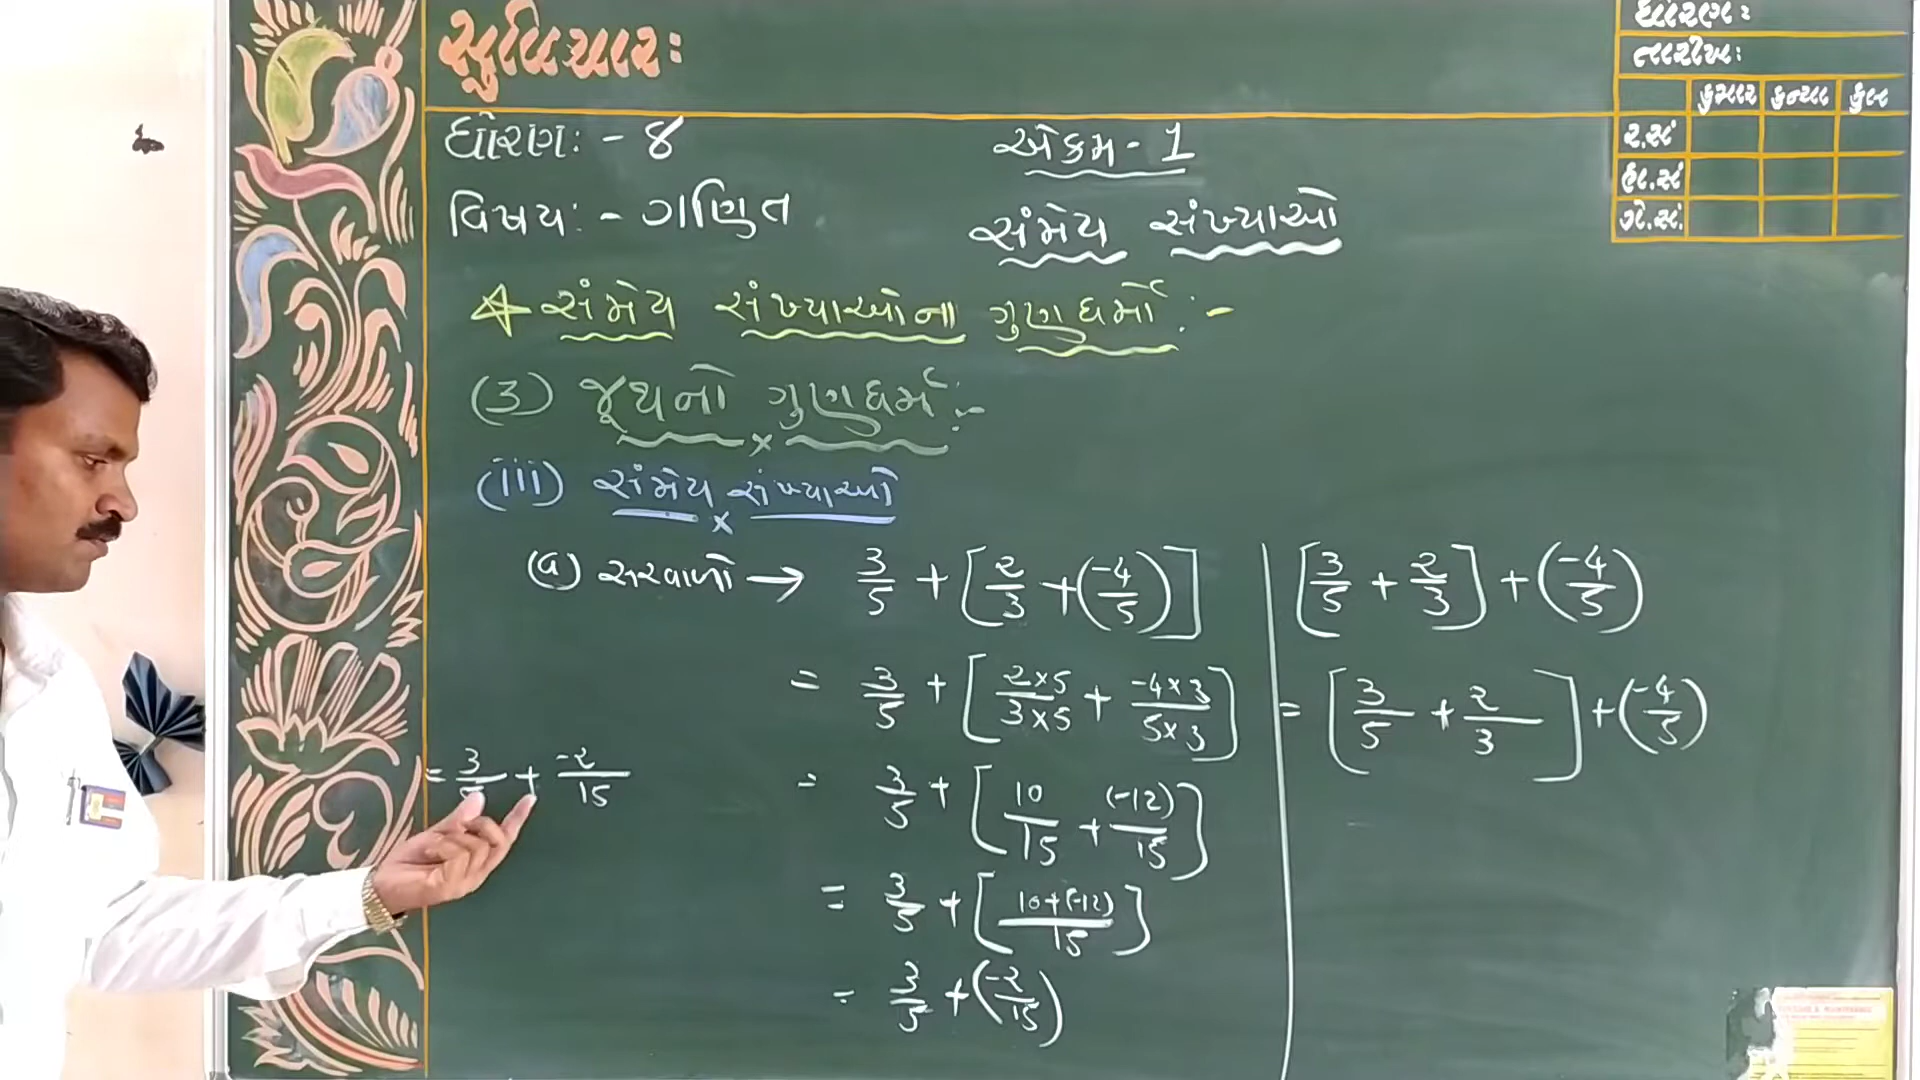 સુવિચાર:
ધોરણ:
તારીખ:
કુમાર કન્યા કુલ
ર.સં
હા.સં
ગે.સં.
ધોરણ: - ૪
એકમ - 1
વિષય: - ગણિત
સંમેય સંખ્યાઓ
સંમેય સંખ્યાઓના ગુણધર્મો : -
(3) જૂથનો ગુણધર્મ : -
(iii) સંમેય સંખ્યાઓ
(a) સરવાળો → 3/5 + [2/3 + (-4/5)]
= 3/5 + [2×5/3×5 + -4×3/5×3]
= 3/5 + [10/15 + (-12)/15]
= 3/5 + [10+(-12)/15]
= 3/5 + (-2/15)
= 3/5 + -2/15
[3/5 + 2/3] + (-4/5)
= [3/5 + 2/3] + (-4/5)